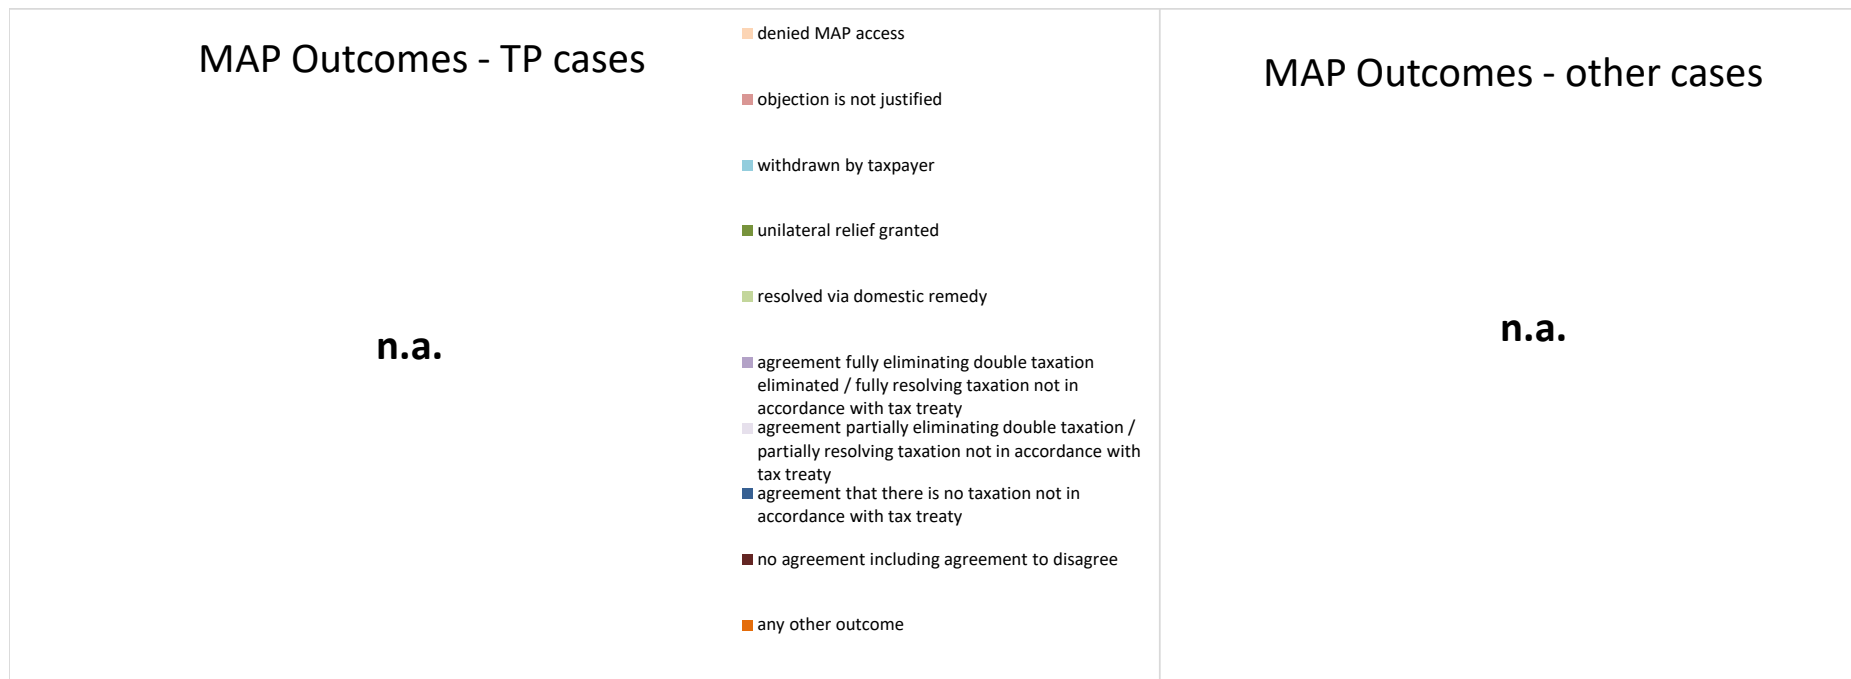 MAP Outcomes - TP cases
n.a.
denied MAP access
objection is not justified
withdrawn by taxpayer
unilateral relief granted
resolved via domestic remedy
agreement fully eliminating double taxation
eliminated / fully resolving taxation not in
accordance with tax treaty
agreement partially eliminating double taxation /
partially resolving taxation not in accordance with
tax treaty
agreement that there is no taxation not in
accordance with tax treaty
no agreement including agreement to disagree
any other outcome
MAP Outcomes - other cases
n.a.